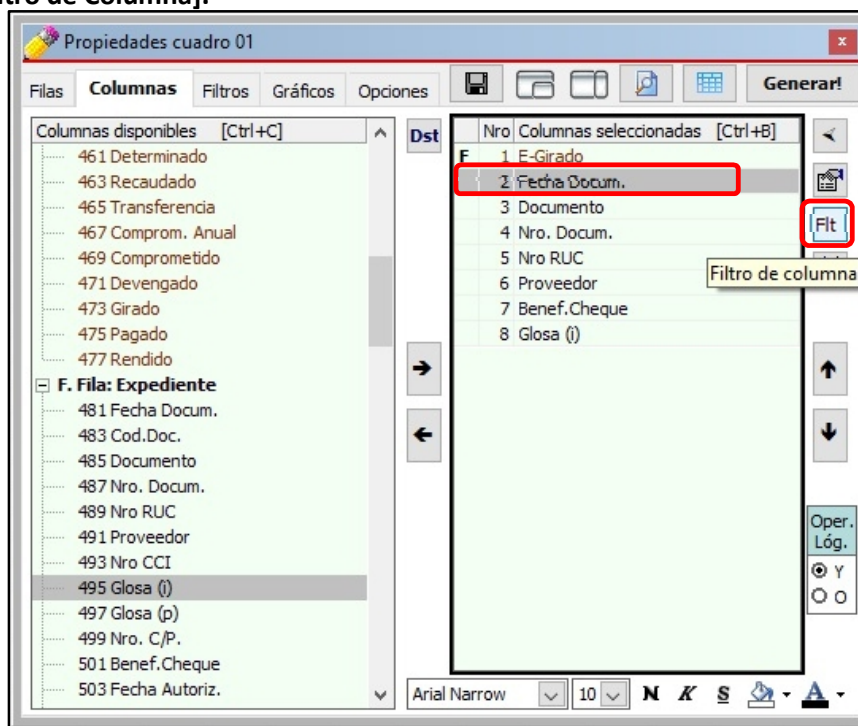 tro de Columna].
Propiedades cuadro 01
x
Filas Columnas Filtros Gráficos Opciones Generar!
Columnas disponibles [Ctrl+C]
461 Determinado
463 Recaudado
465 Transferencia
467 Comprom. Anual
469 Comprometido
471 Devengado
473 Girado
475 Pagado
477 Rendido
F. Fila: Expediente
481 Fecha Docum.
483 Cod.Doc.
485 Documento
487 Nro. Docum.
489 Nro RUC
491 Proveedor
493 Nro CCI
495 Glosa (i)
497 Glosa (p)
499 Nro. C/P.
501 Benef.Cheque
503 Fecha Autoriz.
Dst
Nro Columnas seleccionadas [Ctrl+B]
F 1 E-Girado
2 Fecha Docum.
3 Documento
4 Nro. Docum.
5 Nro RUC
6 Proveedor
7 Benef.Cheque
8 Glosa (i)
Flt
Filtro de columna
Oper.
Lóg.
Y
O
Arial Narrow 10 N K S A